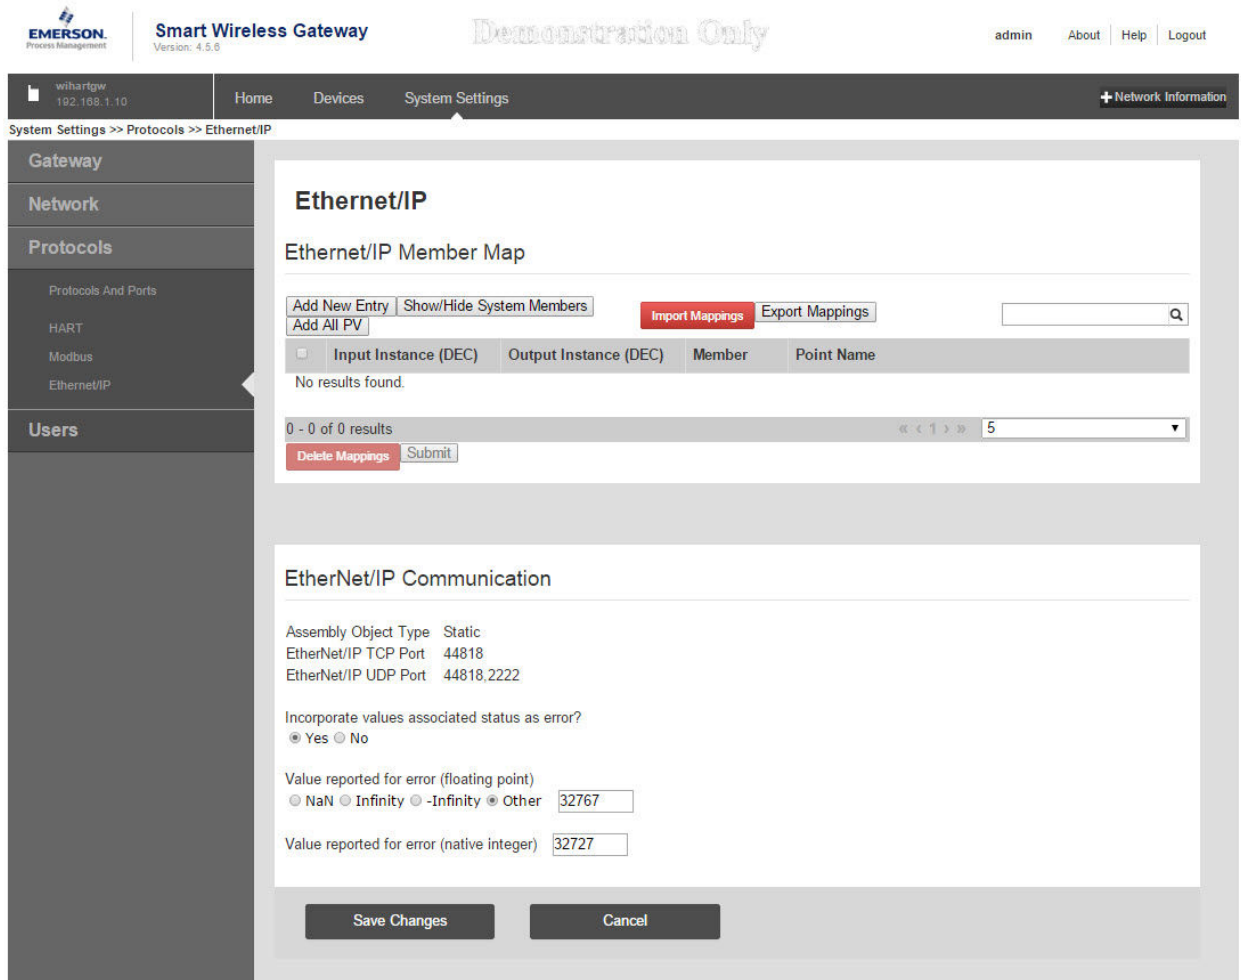 EMERSON.
Process Management
Smart Wireless Gateway
Version: 4.5.6
Demonstration Only
admin
About
Help
Logout
wihartgw
192.168.1.10
Home
Devices
System Settings
Network Information
System Settings >> Protocols >> Ethernet/IP
Gateway
Network
Protocols
Protocols And Ports
HART
Modbus
Ethernet/IP
Users
Ethernet/IP
Ethernet/IP Member Map
Add New Entry Show/Hide System Members
Add All PV
Import Mappings Export Mappings
Input Instance (DEC) Output Instance (DEC) Member Point Name
No results found.
0 - 0 of 0 results « ‹ 1 › » 5
Delete Mappings Submit
EtherNet/IP Communication
Assembly Object Type Static
EtherNet/IP TCP Port 44818
EtherNet/IP UDP Port 44818,2222
Incorporate values associated status as error?
Yes No
Value reported for error (floating point)
NaN Infinity -Infinity Other 32767
Value reported for error (native integer) 32727
Save Changes Cancel